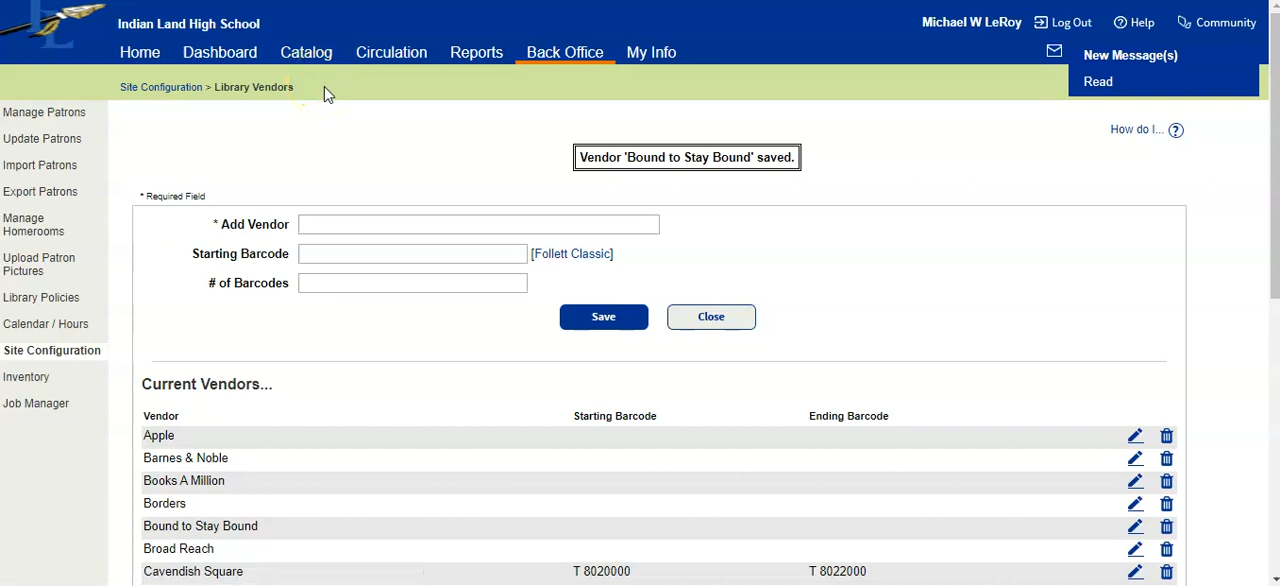 Indian Land High School
Michael W LeRoy Log Out Help Community
Home Dashboard Catalog Circulation Reports Back Office My Info
New Message(s)
Read
Site Configuration > Library Vendors
Manage Patrons
Update Patrons
Import Patrons
Export Patrons
Manage
Homerooms
Upload Patron
Pictures
Library Policies
Calendar / Hours
Site Configuration
Inventory
Job Manager
How do I... ?
Vendor 'Bound to Stay Bound' saved.
* Required Field
* Add Vendor
Starting Barcode [Follett Classic]
# of Barcodes
Save Close
Current Vendors...
Vendor Starting Barcode Ending Barcode
Apple
Barnes & Noble
Books A Million
Borders
Bound to Stay Bound
Broad Reach
Cavendish Square T 8020000 T 8022000